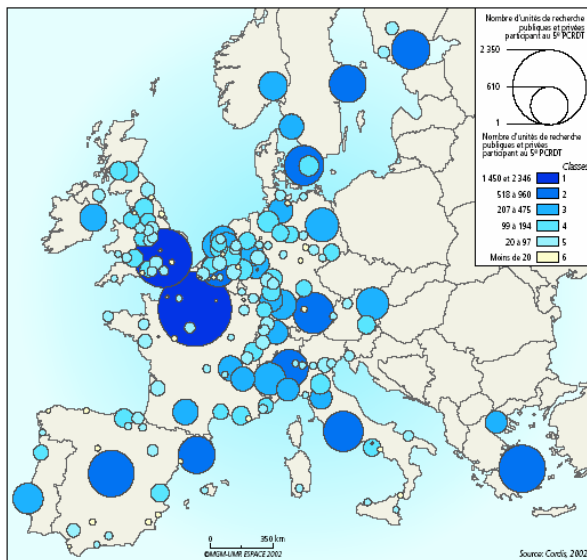 Nombre d'unités de recherche
publiques et privées
participant au 5e PCRDT
2 350
610
1
Nombre d'unités de recherche
publiques et privées
participant au 5e PCRDT
Classes
1 450 et 2 346 1
518 à 960 2
207 à 475 3
99 à 194 4
20 à 97 5
Moins de 20 6
0 350 km
©MGM-UMR ESPACE 2002
Source: Cordis,